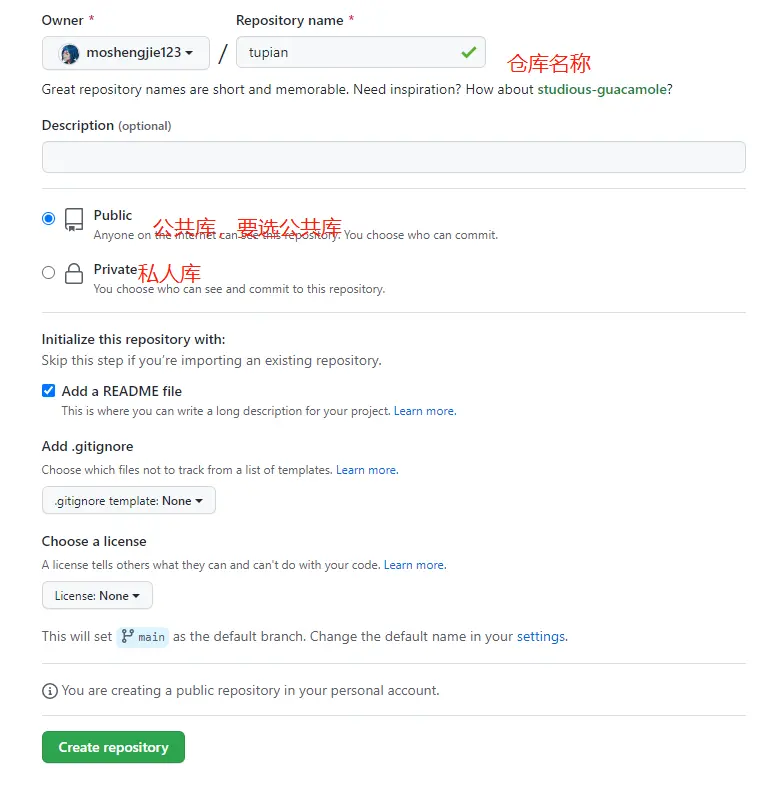 Owner *
Repository name *
moshengjie123 / tupian
仓库名称
Great repository names are short and memorable. Need inspiration? How about studious-guacamole?
Description (optional)
Public
公共库，要选公共库
Anyone on the internet can see this repository. You choose who can commit.
Private
私人库
You choose who can see and commit to this repository.
Initialize this repository with:
Skip this step if you're importing an existing repository.
Add a README file
This is where you can write a long description for your project. Learn more.
Add .gitignore
Choose which files not to track from a list of templates. Learn more.
.gitignore template: None
Choose a license
A license tells others what they can and can't do with your code. Learn more.
License: None
This will set main as the default branch. Change the default name in your settings.
You are creating a public repository in your personal account.
Create repository